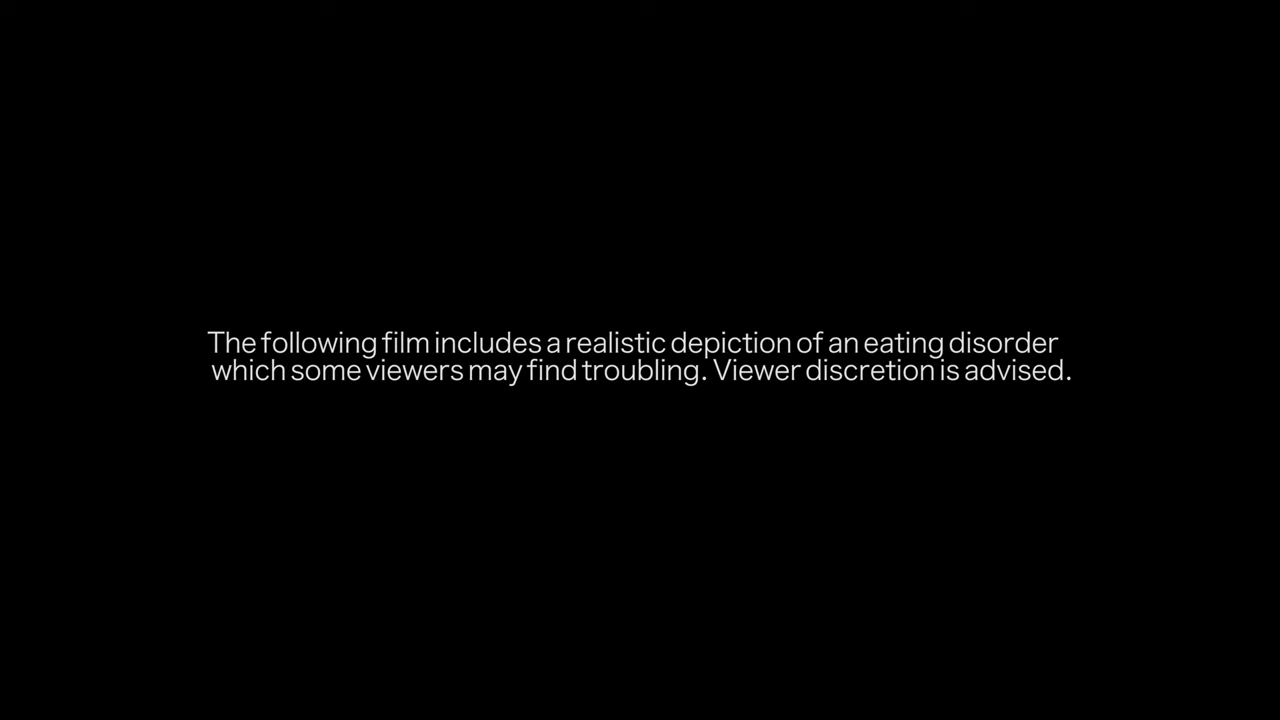 The following film includes a realistic depiction of an eating disorder
which some viewers may find troubling. Viewer discretion is advised.